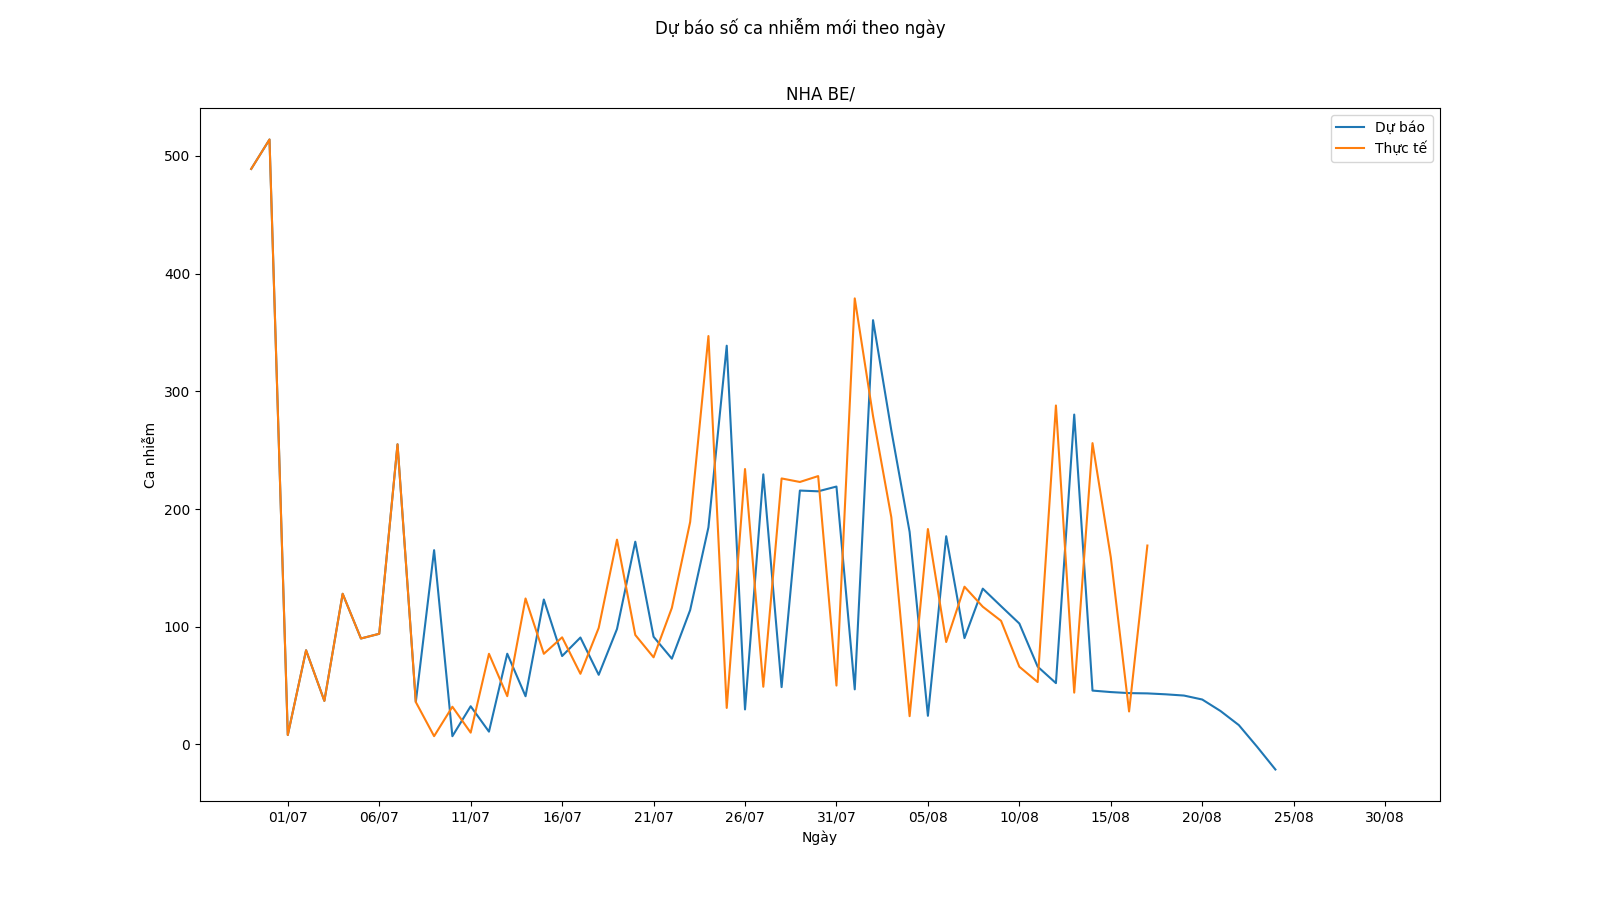 Dự báo số ca nhiễm mới theo ngày
NHA BE/
Dự báo
Thực tế
500
400
300
200
100
0
Ca nhiễm
01/07 06/07 11/07 16/07 21/07 26/07 31/07 05/08 10/08 15/08 20/08 25/08 30/08
Ngày